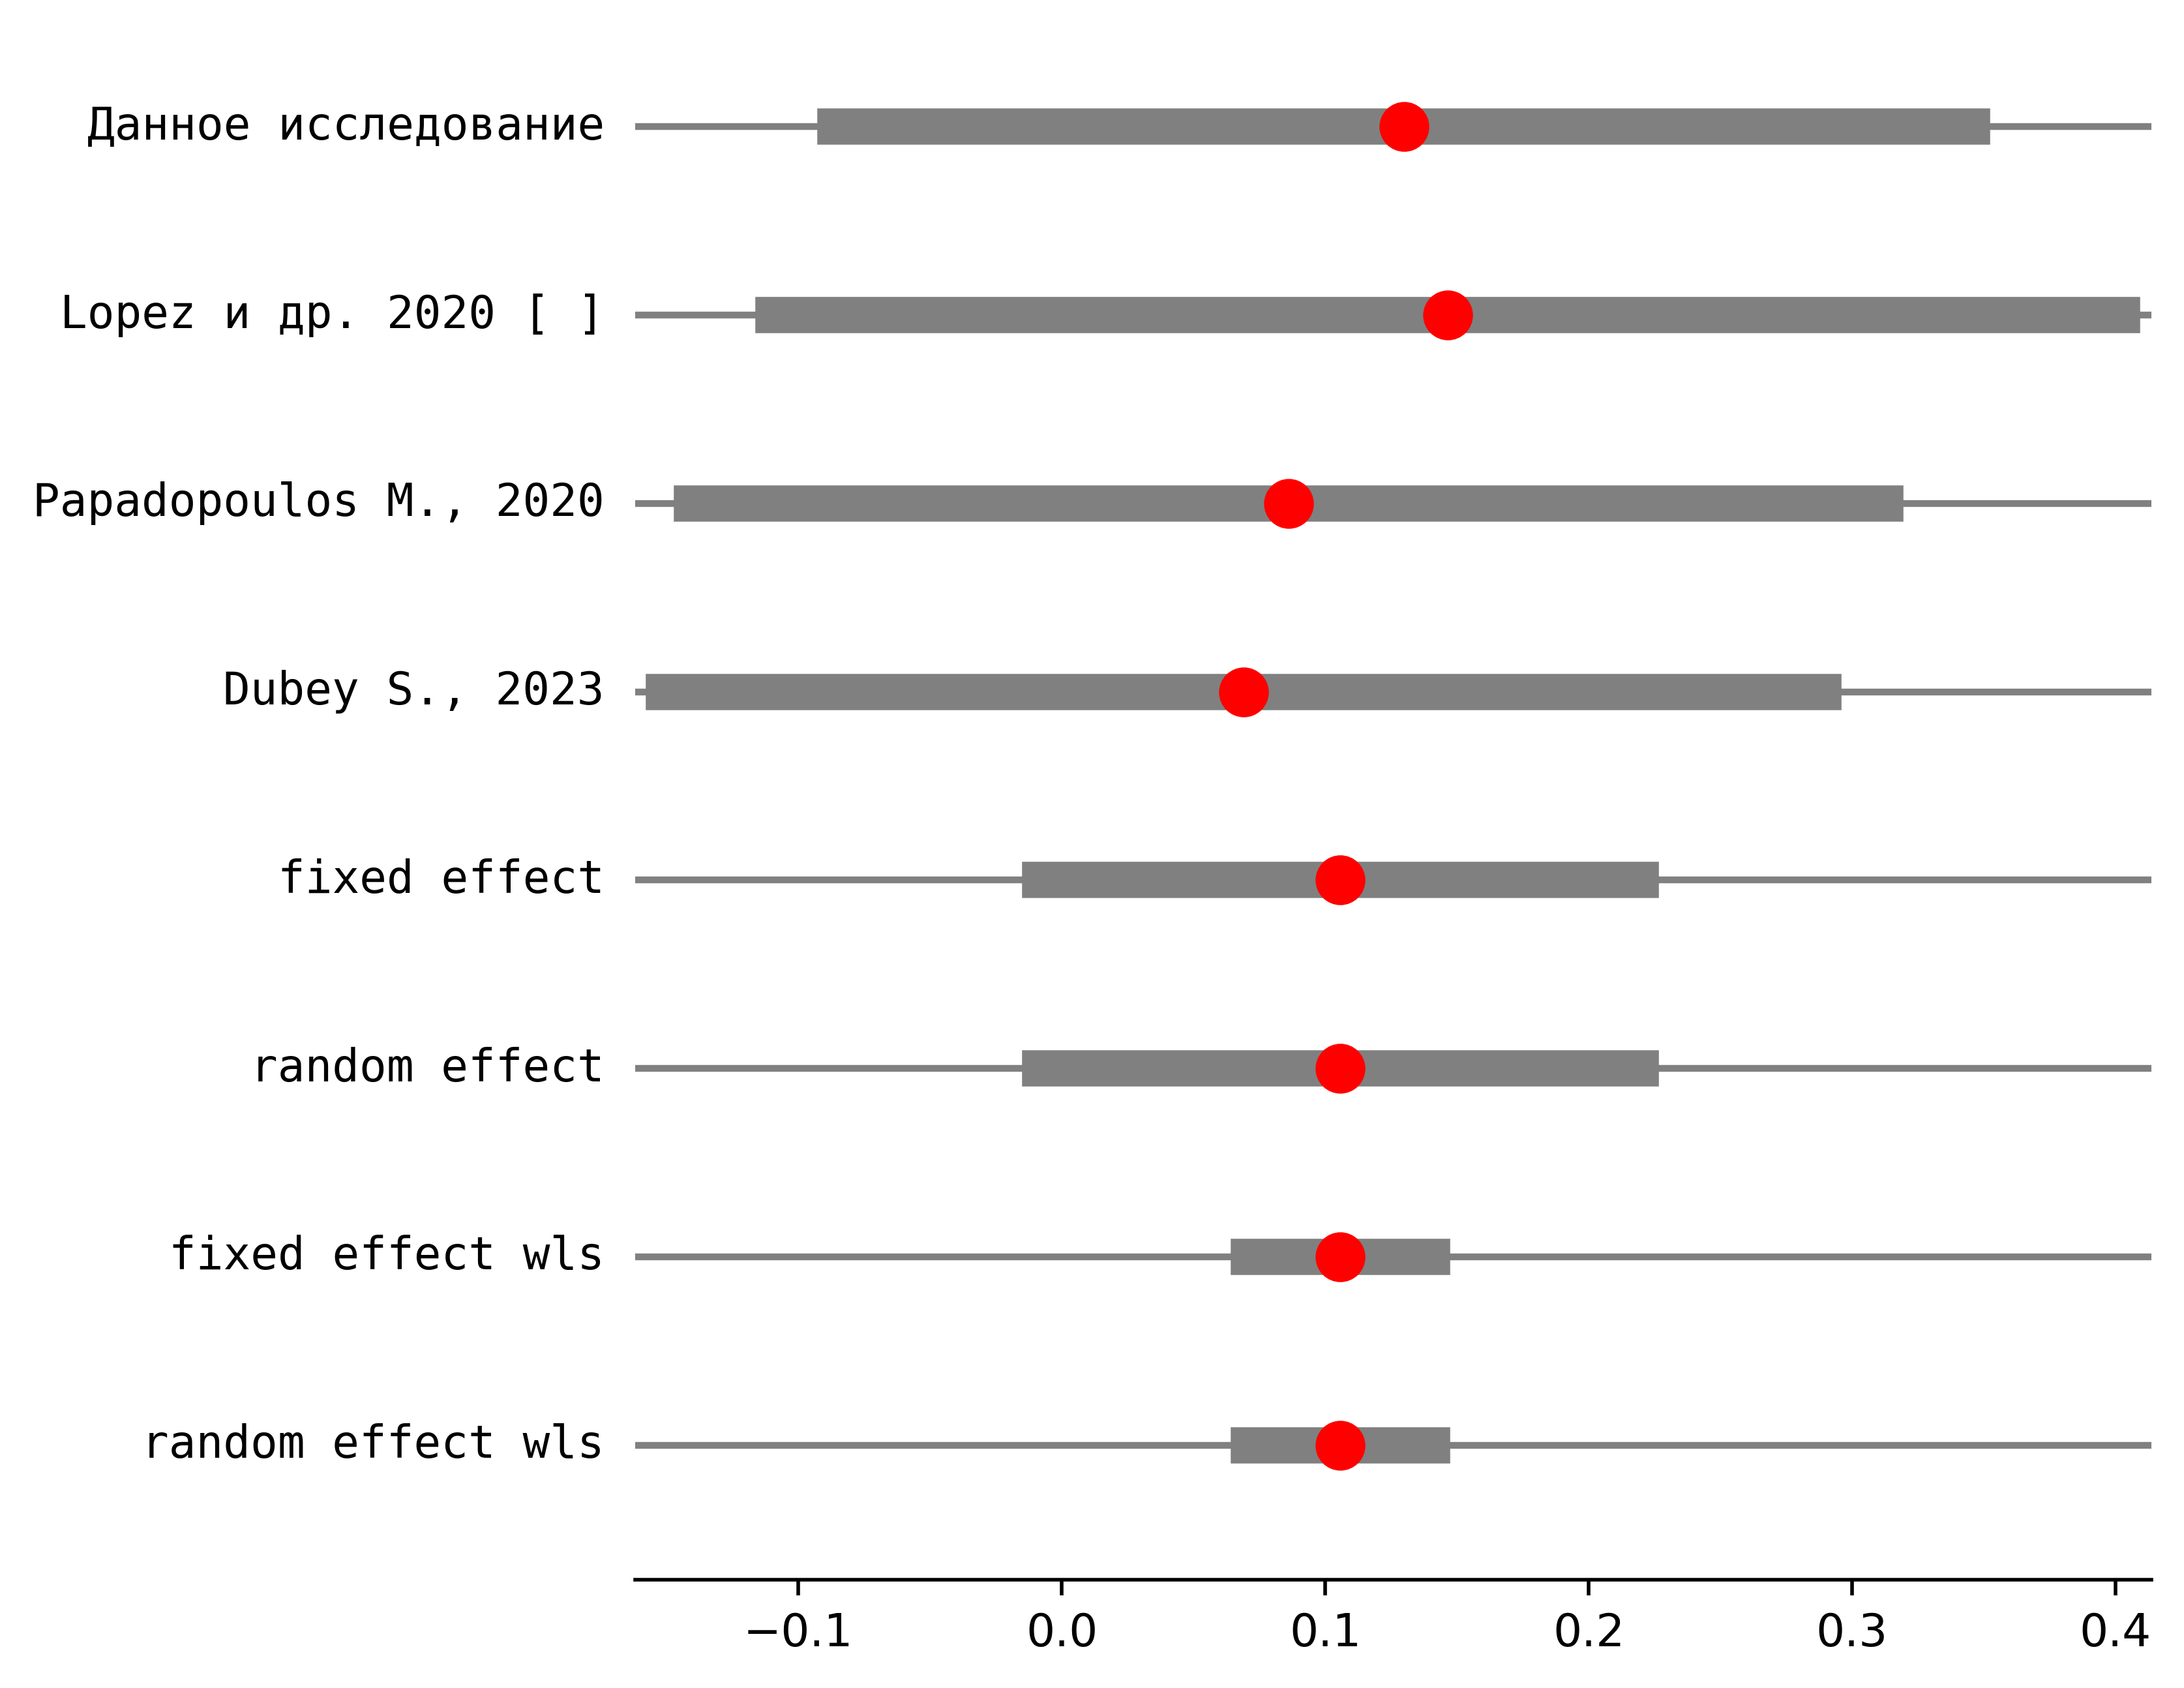 Данное исследование
Lopez и др. 2020 [ ]
Papadopoulos M., 2020
Dubey S., 2023
fixed effect
random effect
fixed effect wls
random effect wls
−0.1 0.0 0.1 0.2 0.3 0.4